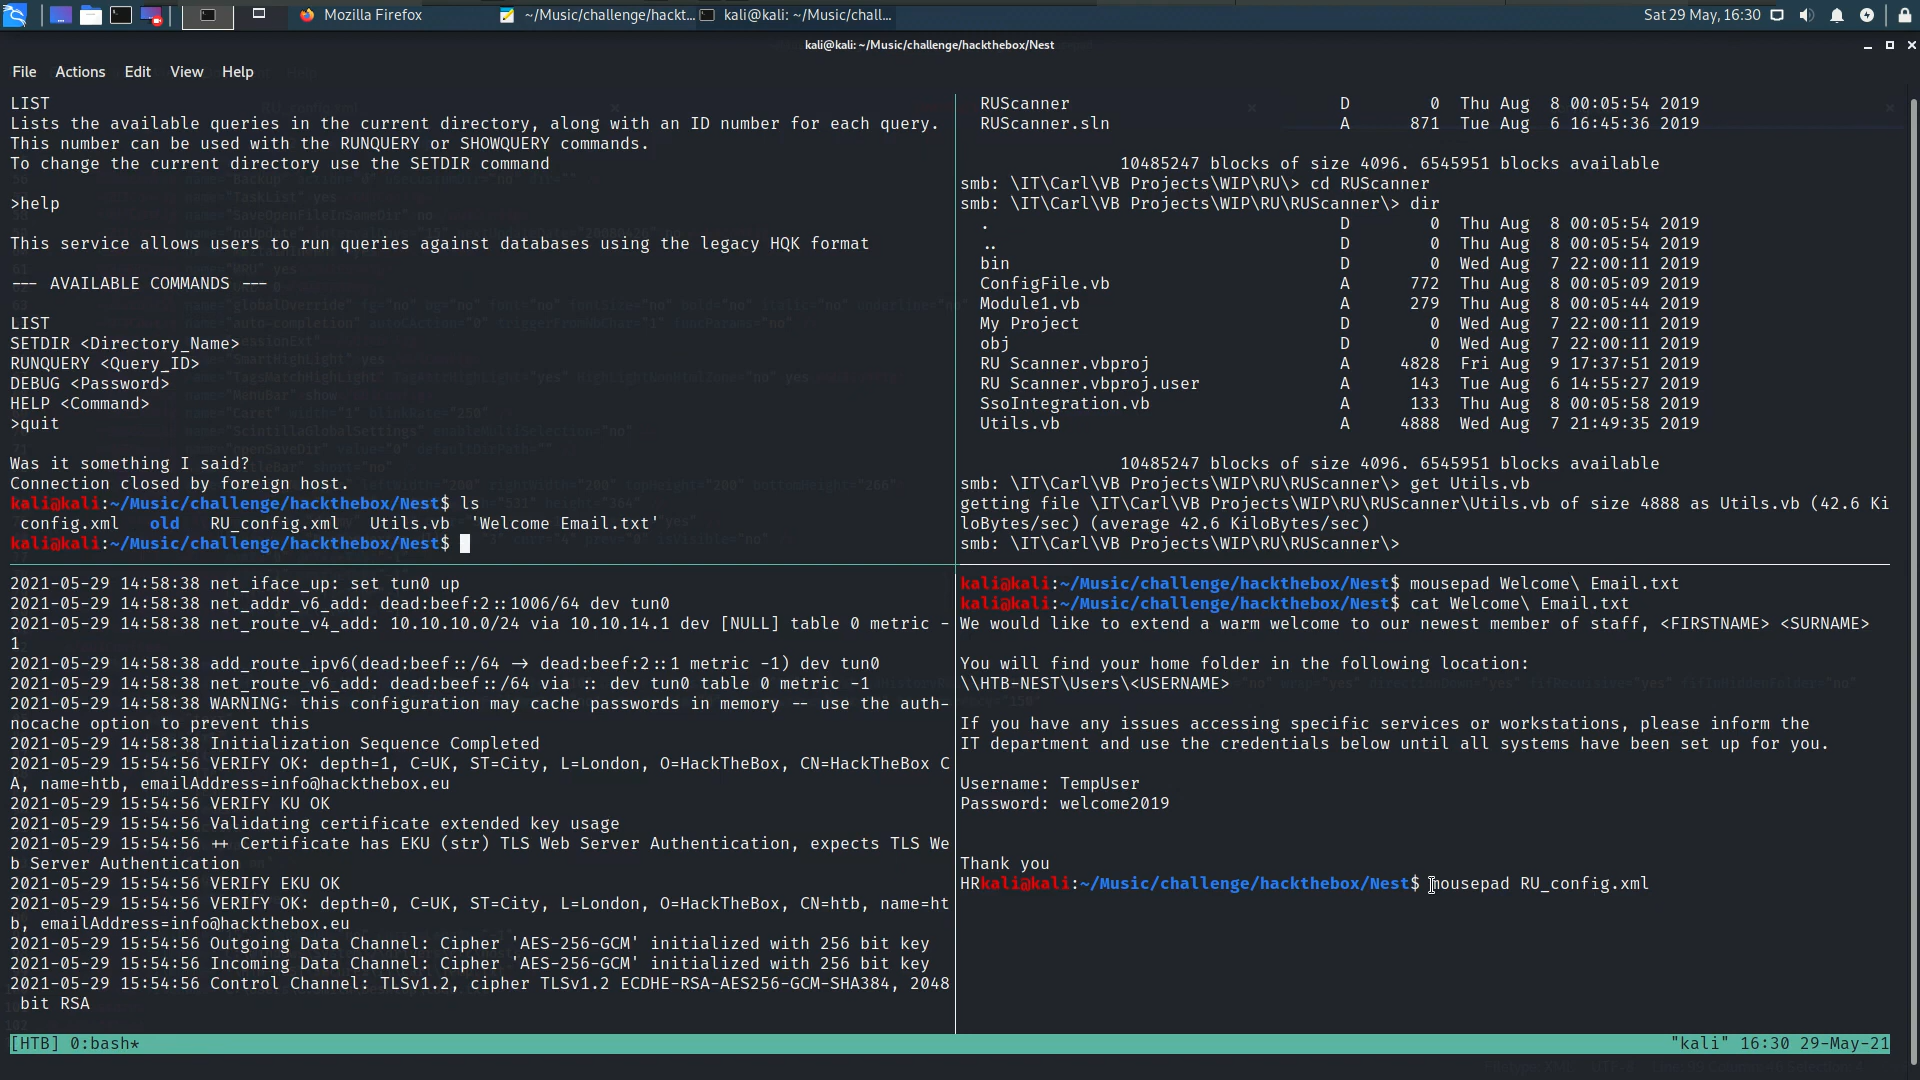 Mozilla Firefox
~/Music/challenge/hackt...
kali@kali: ~/Music/chall...
Sat 29 May, 16:30
kali@kali: ~/Music/challenge/hackthebox/Nest
File Actions Edit View Help
LIST
Lists the available queries in the current directory, along with an ID number for each query.
This number can be used with the RUNQUERY or SHOWQUERY commands.
To change the current directory use the SETDIR command
>help
This service allows users to run queries against databases using the legacy HQK format
--- AVAILABLE COMMANDS ---
LIST
SETDIR <Directory_Name>
RUNQUERY <Query_ID>
DEBUG <Password>
HELP <Command>
>quit
Was it something I said?
Connection closed by foreign host.
kali@kali:~/Music/challenge/hackthebox/Nest$ ls
config.xml old RU_config.xml Utils.vb 'Welcome Email.txt'
kali@kali:~/Music/challenge/hackthebox/Nest$
RUScanner D 0 Thu Aug 8 00:05:54 2019
RUScanner.sln A 871 Tue Aug 6 16:45:36 2019
10485247 blocks of size 4096. 6545951 blocks available
smb: \IT\Carl\VB Projects\WIP\RU\> cd RUScanner
smb: \IT\Carl\VB Projects\WIP\RU\RUScanner\> dir
. D 0 Thu Aug 8 00:05:54 2019
.. D 0 Thu Aug 8 00:05:54 2019
bin D 0 Wed Aug 7 22:00:11 2019
ConfigFile.vb A 772 Thu Aug 8 00:05:09 2019
Module1.vb A 279 Thu Aug 8 00:05:44 2019
My Project D 0 Wed Aug 7 22:00:11 2019
obj D 0 Wed Aug 7 22:00:11 2019
RU Scanner.vbproj A 4828 Fri Aug 9 17:37:51 2019
RU Scanner.vbproj.user A 143 Tue Aug 6 14:55:27 2019
SsoIntegration.vb A 133 Thu Aug 8 00:05:58 2019
Utils.vb A 4888 Wed Aug 7 21:49:35 2019
10485247 blocks of size 4096. 6545951 blocks available
smb: \IT\Carl\VB Projects\WIP\RU\RUScanner\> get Utils.vb
getting file \IT\Carl\VB Projects\WIP\RU\RUScanner\Utils.vb of size 4888 as Utils.vb (42.6 Ki
loBytes/sec) (average 42.6 KiloBytes/sec)
smb: \IT\Carl\VB Projects\WIP\RU\RUScanner\>
2021-05-29 14:58:38 net_iface_up: set tun0 up
2021-05-29 14:58:38 net_addr_v6_add: dead:beef:2::1006/64 dev tun0
2021-05-29 14:58:38 net_route_v4_add: 10.10.10.0/24 via 10.10.14.1 dev [NULL] table 0 metric -
1
2021-05-29 14:58:38 add_route_ipv6(dead:beef::/64 -> dead:beef:2::1 metric -1) dev tun0
2021-05-29 14:58:38 net_route_v6_add: dead:beef::/64 via :: dev tun0 table 0 metric -1
2021-05-29 14:58:38 WARNING: this configuration may cache passwords in memory -- use the auth-
nocache option to prevent this
2021-05-29 14:58:38 Initialization Sequence Completed
2021-05-29 15:54:56 VERIFY OK: depth=1, C=UK, ST=City, L=London, O=HackTheBox, CN=HackTheBox C
A, name=htb, emailAddress=info@hackthebox.eu
2021-05-29 15:54:56 VERIFY KU OK
2021-05-29 15:54:56 Validating certificate extended key usage
2021-05-29 15:54:56 ++ Certificate has EKU (str) TLS Web Server Authentication, expects TLS We
b Server Authentication
2021-05-29 15:54:56 VERIFY EKU OK
2021-05-29 15:54:56 VERIFY OK: depth=0, C=UK, ST=City, L=London, O=HackTheBox, CN=htb, name=ht
b, emailAddress=info@hackthebox.eu
2021-05-29 15:54:56 Outgoing Data Channel: Cipher 'AES-256-GCM' initialized with 256 bit key
2021-05-29 15:54:56 Incoming Data Channel: Cipher 'AES-256-GCM' initialized with 256 bit key
2021-05-29 15:54:56 Control Channel: TLSv1.2, cipher TLSv1.2 ECDHE-RSA-AES256-GCM-SHA384, 2048
bit RSA
kali@kali:~/Music/challenge/hackthebox/Nest$ mousepad Welcome\ Email.txt
kali@kali:~/Music/challenge/hackthebox/Nest$ cat Welcome\ Email.txt
We would like to extend a warm welcome to our newest member of staff, <FIRSTNAME> <SURNAME>
You will find your home folder in the following location:
\\HTB-NEST\Users\<USERNAME>
If you have any issues accessing specific services or workstations, please inform the
IT department and use the credentials below until all systems have been set up for you.
Username: TempUser
Password: welcome2019
Thank you
HRkali@kali:~/Music/challenge/hackthebox/Nest$ mousepad RU_config.xml
[HTB] 0:bash*
"kali" 16:30 29-May-21